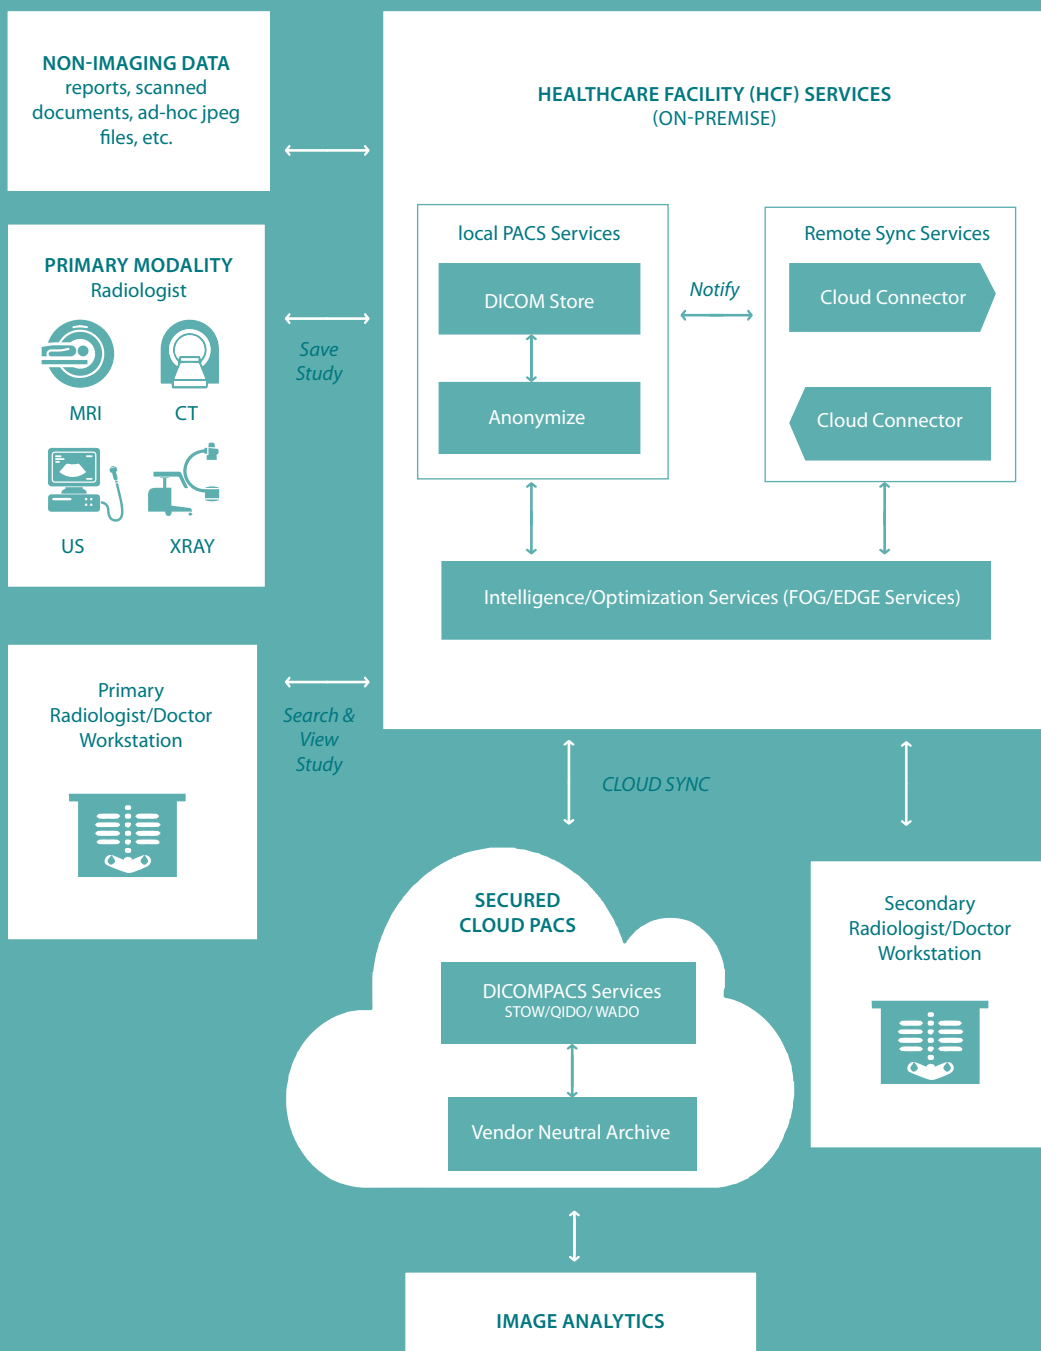 NON-IMAGING DATA
reports, scanned
documents, ad-hoc jpeg
files, etc.
HEALTHCARE FACILITY (HCF) SERVICES
(ON-PREMISE)
PRIMARY MODALITY
Radiologist
MRI
CT
US
XRAY
Save
Study
local PACS Services
DICOM Store
Anonymize
Notify
Remote Sync Services
Cloud Connector
Cloud Connector
Intelligence/Optimization Services (FOG/EDGE Services)
Primary
Radiologist/Doctor
Workstation
Search &
View
Study
CLOUD SYNC
SECURED
CLOUD PACS
DICOMPACS Services
STOW/QIDO/ WADO
Vendor Neutral Archive
Secondary
Radiologist/Doctor
Workstation
IMAGE ANALYTICS